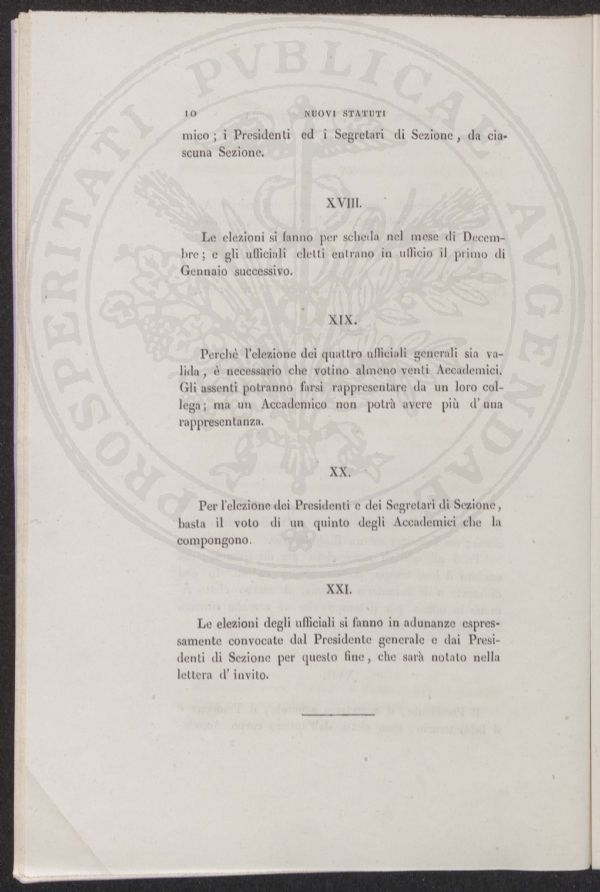 PROSPERITATI PVBLICAE AVGENDAE
10 NUOVI STATUTI
mico ; i Presidenti ed i Segretari di Sezione , da cia-
scuna Sezione.
XVIII.
Le elezioni si fanno per scheda nel mese di Decem-
bre ; e gli ufficiali eletti entrano in ufficio il primo di
Gennaio successivo.
XIX.
Perchè l'elezione dei quattro ufficiali generali sia va-
lida , è necessario che votino almeno venti Accademici.
Gli assenti potranno farsi rappresentare da un loro col-
lega ; ma un Accademico non potrà avere più d' una
rappresentanza.
XX.
Per l'elezione dei Presidenti e dei Segretari di Sezione ,
basta il voto di un quinto degli Accademici che la
compongono.
XXI.
Le elezioni degli ufficiali si fanno in adunanze espres-
samente convocate dal Presidente generale e dai Presi-
denti di Sezione per questo fine , che sarà notato nella
lettera d' invito.